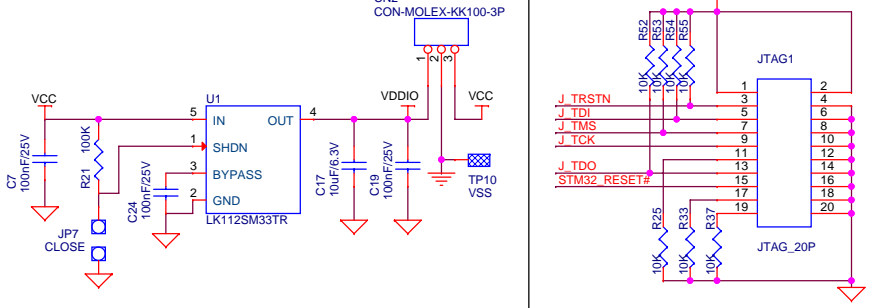 CON-MOLEX-KK100-3P
1
2
3
VCC
VDDIO
VCC
U1
5
IN
OUT
4
1
SHDN
3
BYPASS
2
GND
LK112SM33TR
C7
100nF/25V
R21
100K
C24
100nF/25V
C17
10uF/6.3V
C19
100nF/25V
TP10
VSS
JP7
CLOSE
R52
R53
R54
R55
10K
10K
10K
10K
JTAG1
J_TRSTN
J_TDI
J_TMS
J_TCK
J_TDO
STM32_RESET#
1
2
3
4
5
6
7
8
9
10
11
12
13
14
15
16
17
18
19
20
R25
R33
R37
10K
10K
10K
JTAG_20P